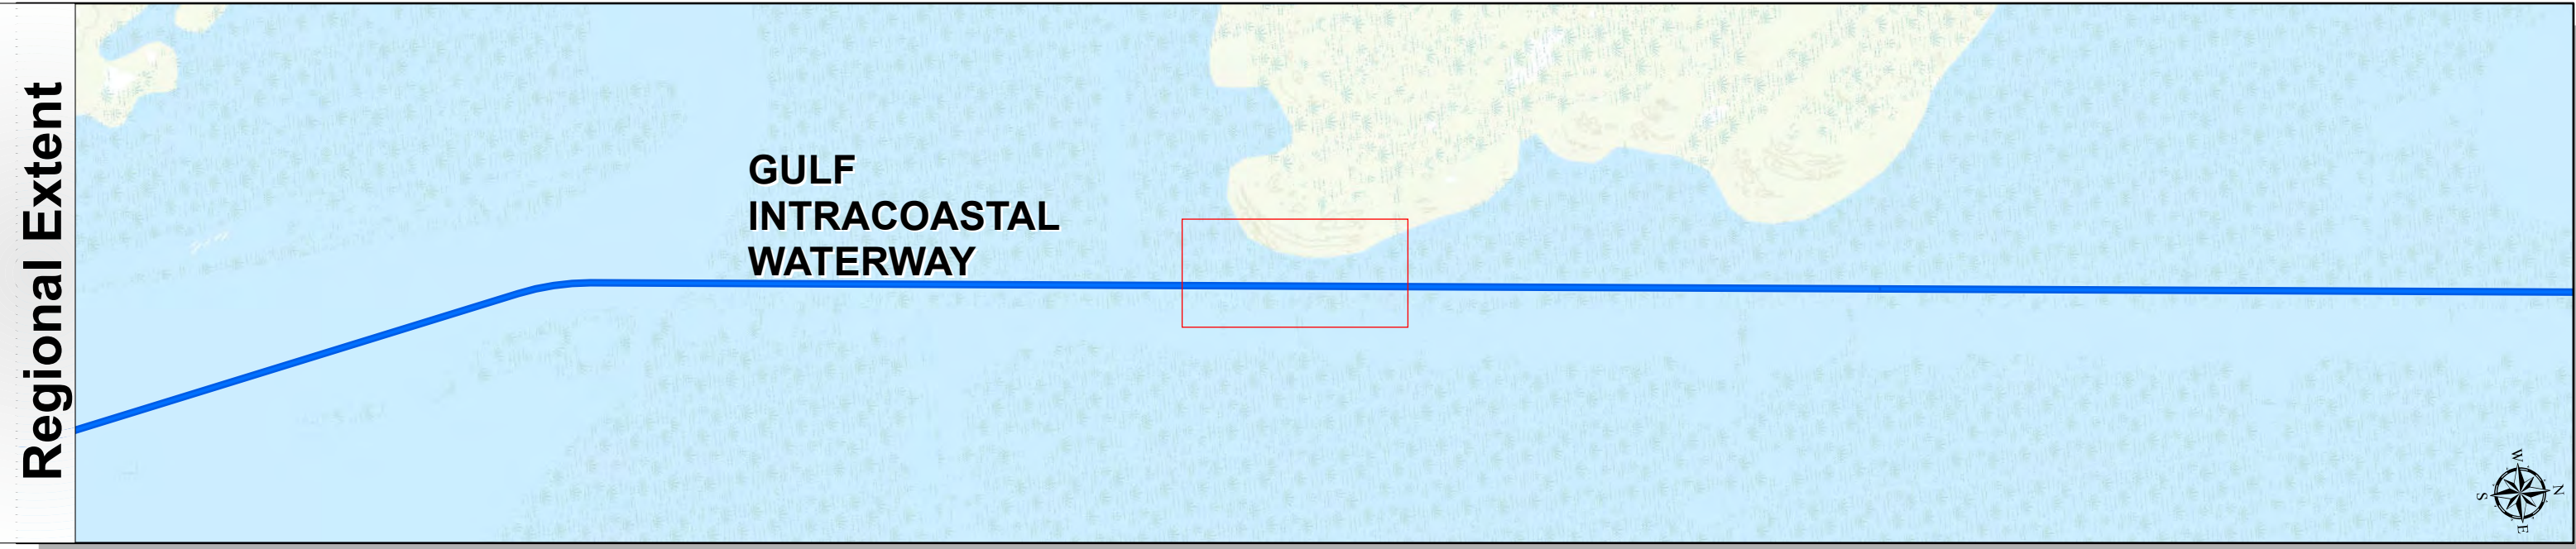 Regional Extent
GULF
INTRACOASTAL
WATERWAY
W
N
S
E